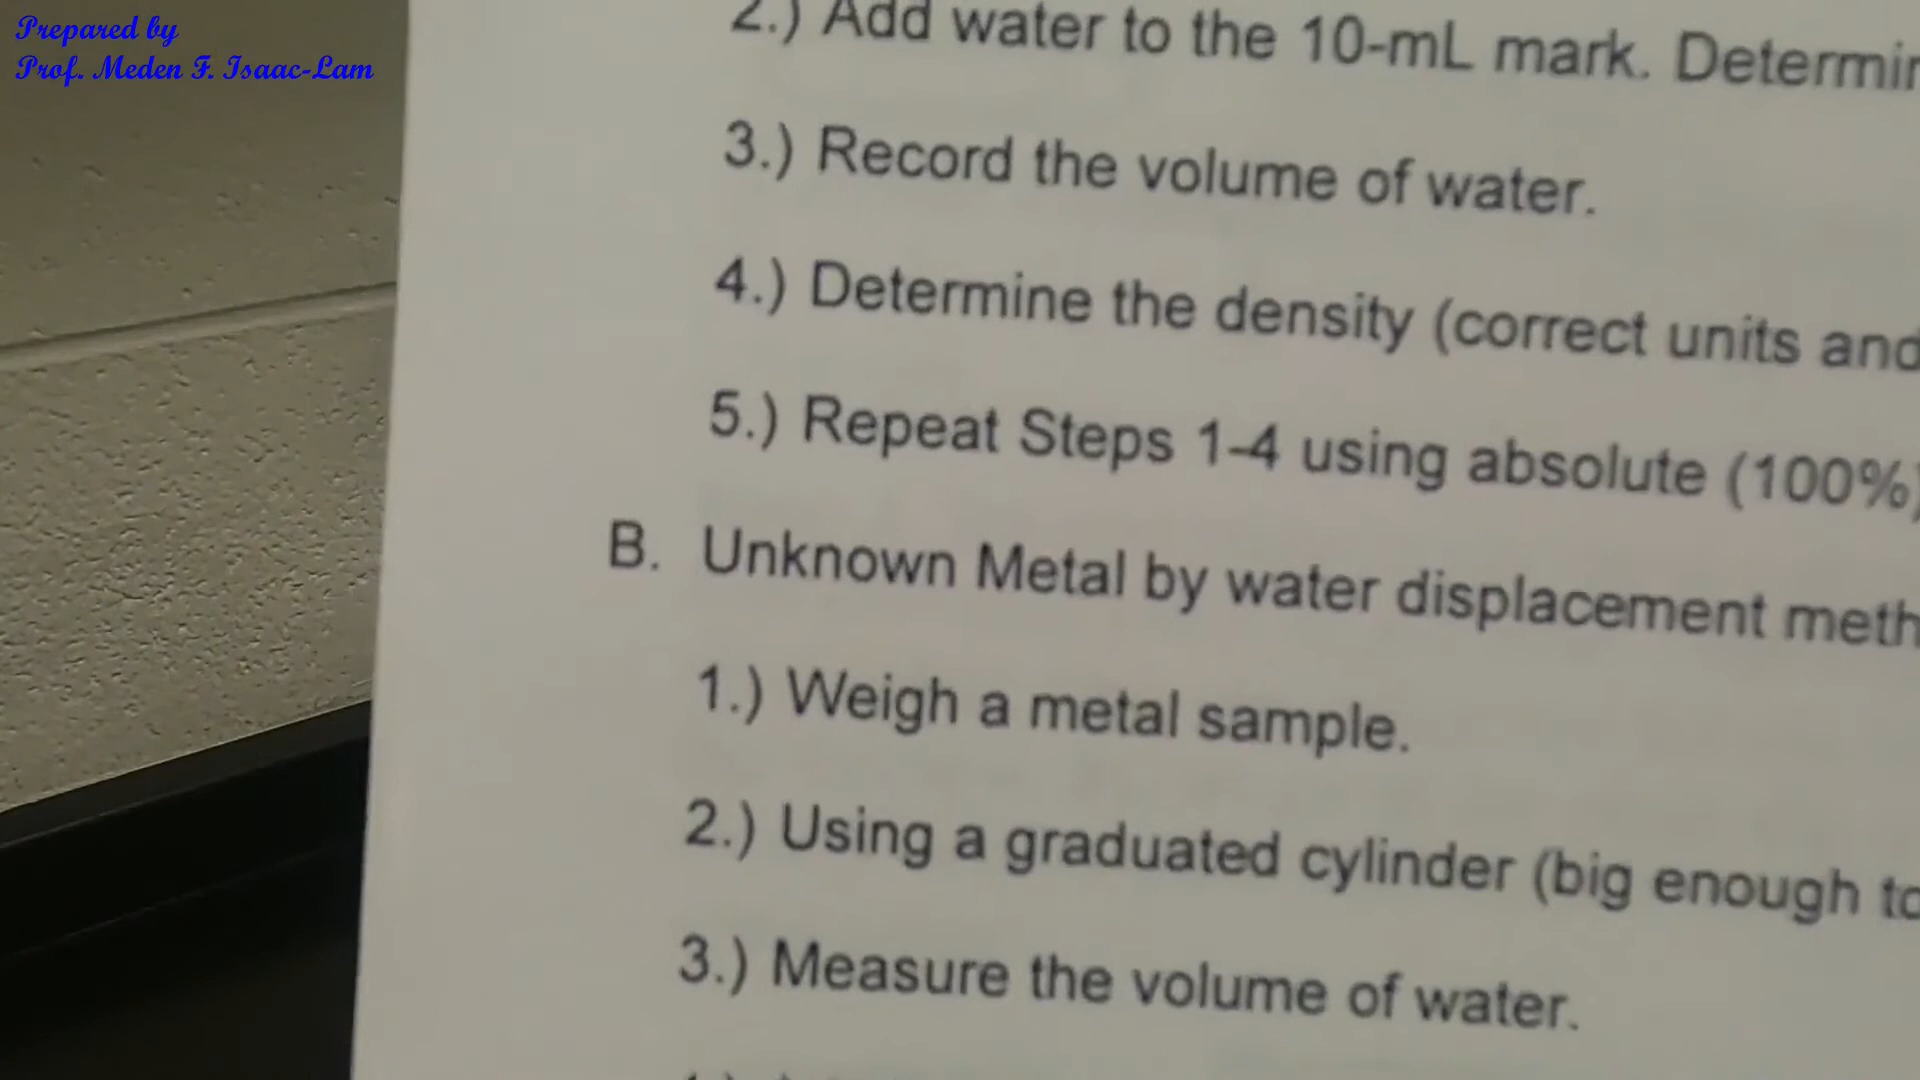 Prepared by
Prof. Meden F. Isaac-Lam
2.) Add water to the 10-mL mark.
3.) Record the volume of water.
4.) Determine the density (correct units and
5.) Repeat Steps 1-4 using absolute (100%)
B. Unknown Metal by water displacement
1.) Weigh a metal sample.
2.) Using a graduated cylinder (big enough to
3.) Measure the volume of water.